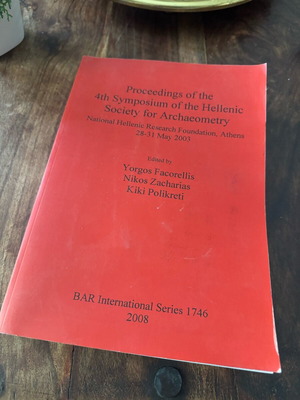 Proceedings of the
4th Symposium of the Hellenic
Society for Archaeometry
National Hellenic Research Foundation, Athens
28-31 May 2003
Edited by
Yorgos Facorellis
Nikos Zacharias
Kiki Polikreti
BAR International Series 1746
2008